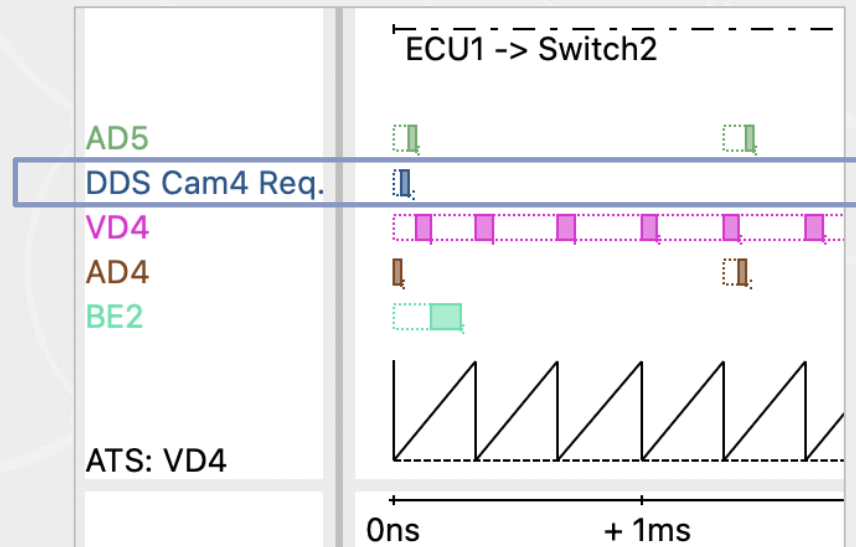 ECU1 -> Switch2
AD5
DDS Cam4 Req.
VD4
AD4
BE2
ATS: VD4
0ns
+ 1ms